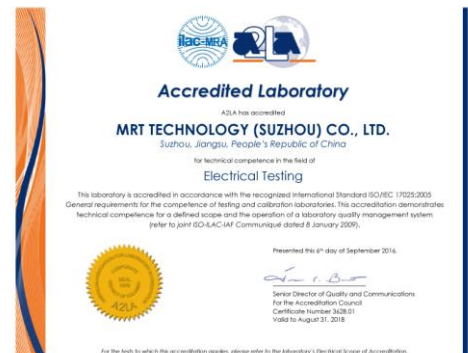 ilac-MRA
A2LA
Accredited Laboratory
A2LA has accredited
MRT TECHNOLOGY (SUZHOU) CO., LTD.
Suzhou, Jiangsu, People's Republic of China
for technical competence in the field of
Electrical Testing
This laboratory is accredited in accordance with the recognized International Standard ISO/IEC 17025:2005
General requirements for the competence of testing and calibration laboratories. This accreditation demonstrates
technical competence for a defined scope and the operation of a laboratory quality management system
(refer to joint ISO-ILAC-IAF Communiqué dated 8 January 2009).
Presented this 6th day of September 2016.
Senior Director of Quality and Communications
For the Accreditation Council
Certificate Number 3628.01
Valid to August 31, 2018
CORPORATE
SEAL
A2LA
For the tests to which this accreditation applies, please refer to the laboratory's Electrical Scope of Accreditation.